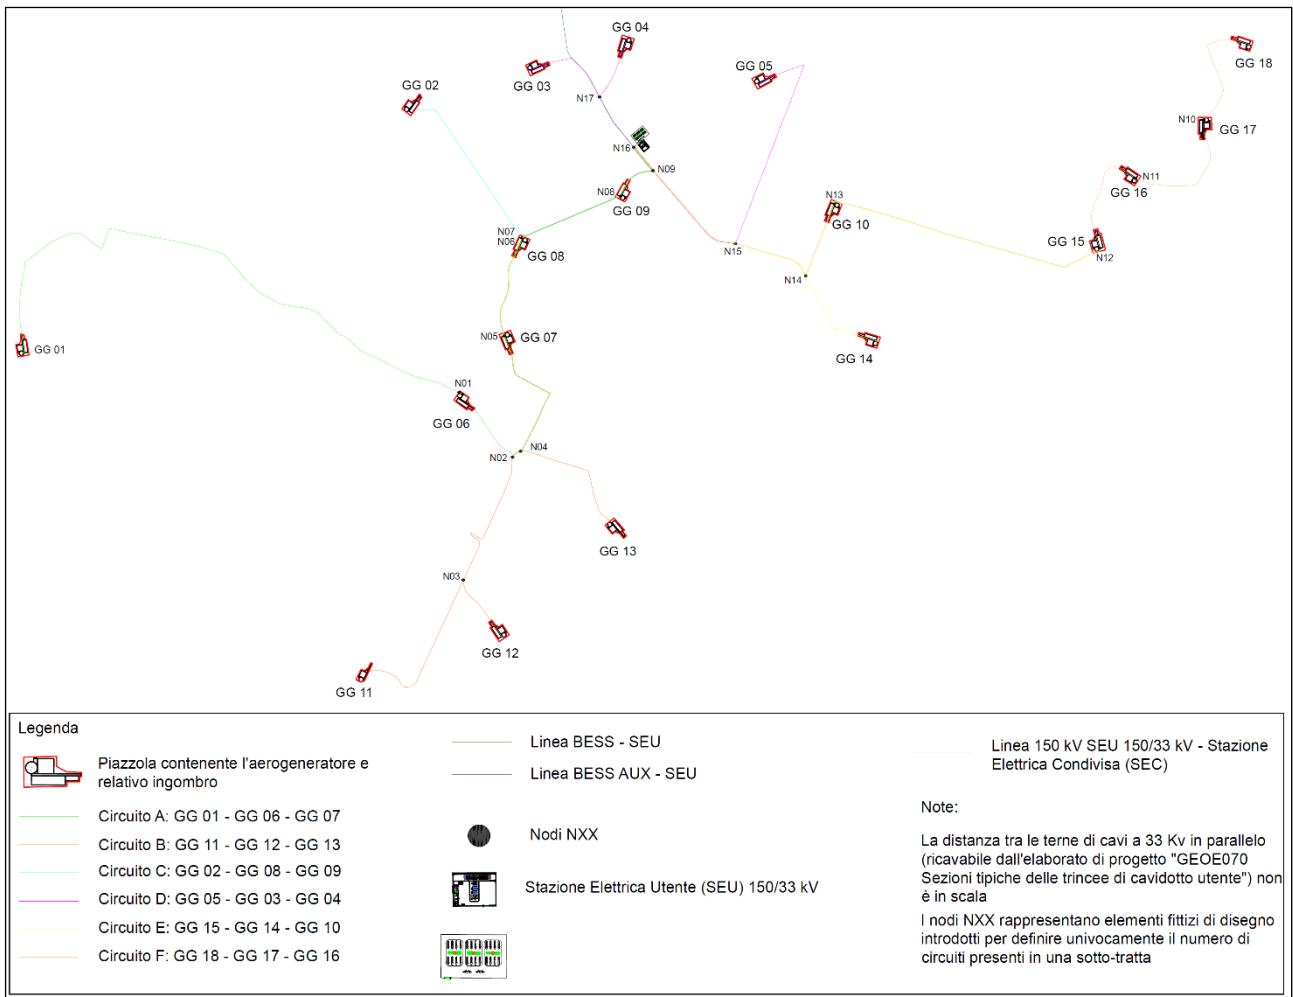 GG 04
GG 18
GG 03
GG 05
GG 02
N17
N10
GG 17
N16
N09
N11
GG 16
N08
GG 09
N13
GG 10
N07
N06
GG 08
N15
GG 15
N12
N14
N05
GG 07
GG 14
GG 01
N01
GG 06
N04
N02
GG 13
N03
GG 12
GG 11
Legenda
Piazzola contenente l'aerogeneratore e
relativo ingombro
Circuito A: GG 01 - GG 06 - GG 07
Circuito B: GG 11 - GG 12 - GG 13
Circuito C: GG 02 - GG 08 - GG 09
Circuito D: GG 05 - GG 03 - GG 04
Circuito E: GG 15 - GG 14 - GG 10
Circuito F: GG 18 - GG 17 - GG 16
Linea BESS - SEU
Linea BESS AUX - SEU
Nodi NXX
Stazione Elettrica Utente (SEU) 150/33 kV
Linea 150 kV SEU 150/33 kV - Stazione
Elettrica Condivisa (SEC)
Note:
La distanza tra le terne di cavi a 33 Kv in parallelo
(ricavabile dall'elaborato di progetto "GEOE070
Sezioni tipiche delle trincee di cavidotto utente") non
è in scala
I nodi NXX rappresentano elementi fittizi di disegno
introdotti per definire univocamente il numero di
circuiti presenti in una sotto-tratta